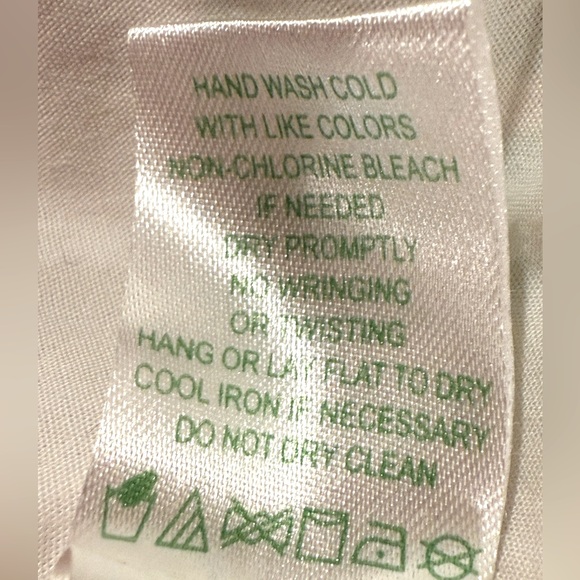 HAND WASH COLD
WITH LIKE COLORS
NON-CHLORINE BLEACH
IF NEEDED
DRY PROMPTLY
NO WRINGING
OR TWISTING
HANG OR LAY FLAT TO DRY
COOL IRON IF NECESSARY
DO NOT DRY CLEAN